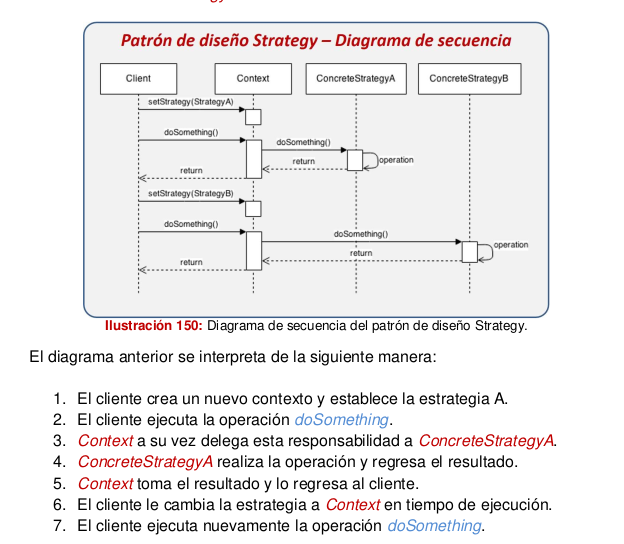 Patrón de diseño Strategy – Diagrama de secuencia
Client
Context
ConcreteStrategyA
ConcreteStrategyB
setStrategy(StrategyA)
doSomething()
doSomething()
operation
return
return
setStrategy(StrategyB)
doSomething()
doSomething()
operation
return
return
Ilustración 150: Diagrama de secuencia del patrón de diseño Strategy.
El diagrama anterior se interpreta de la siguiente manera:
1. El cliente crea un nuevo contexto y establece la estrategia A.
2. El cliente ejecuta la operación doSomething.
3. Context a su vez delega esta responsabilidad a ConcreteStrategyA.
4. ConcreteStrategyA realiza la operación y regresa el resultado.
5. Context toma el resultado y lo regresa al cliente.
6. El cliente le cambia la estrategia a Context en tiempo de ejecución.
7. El cliente ejecuta nuevamente la operación doSomething.